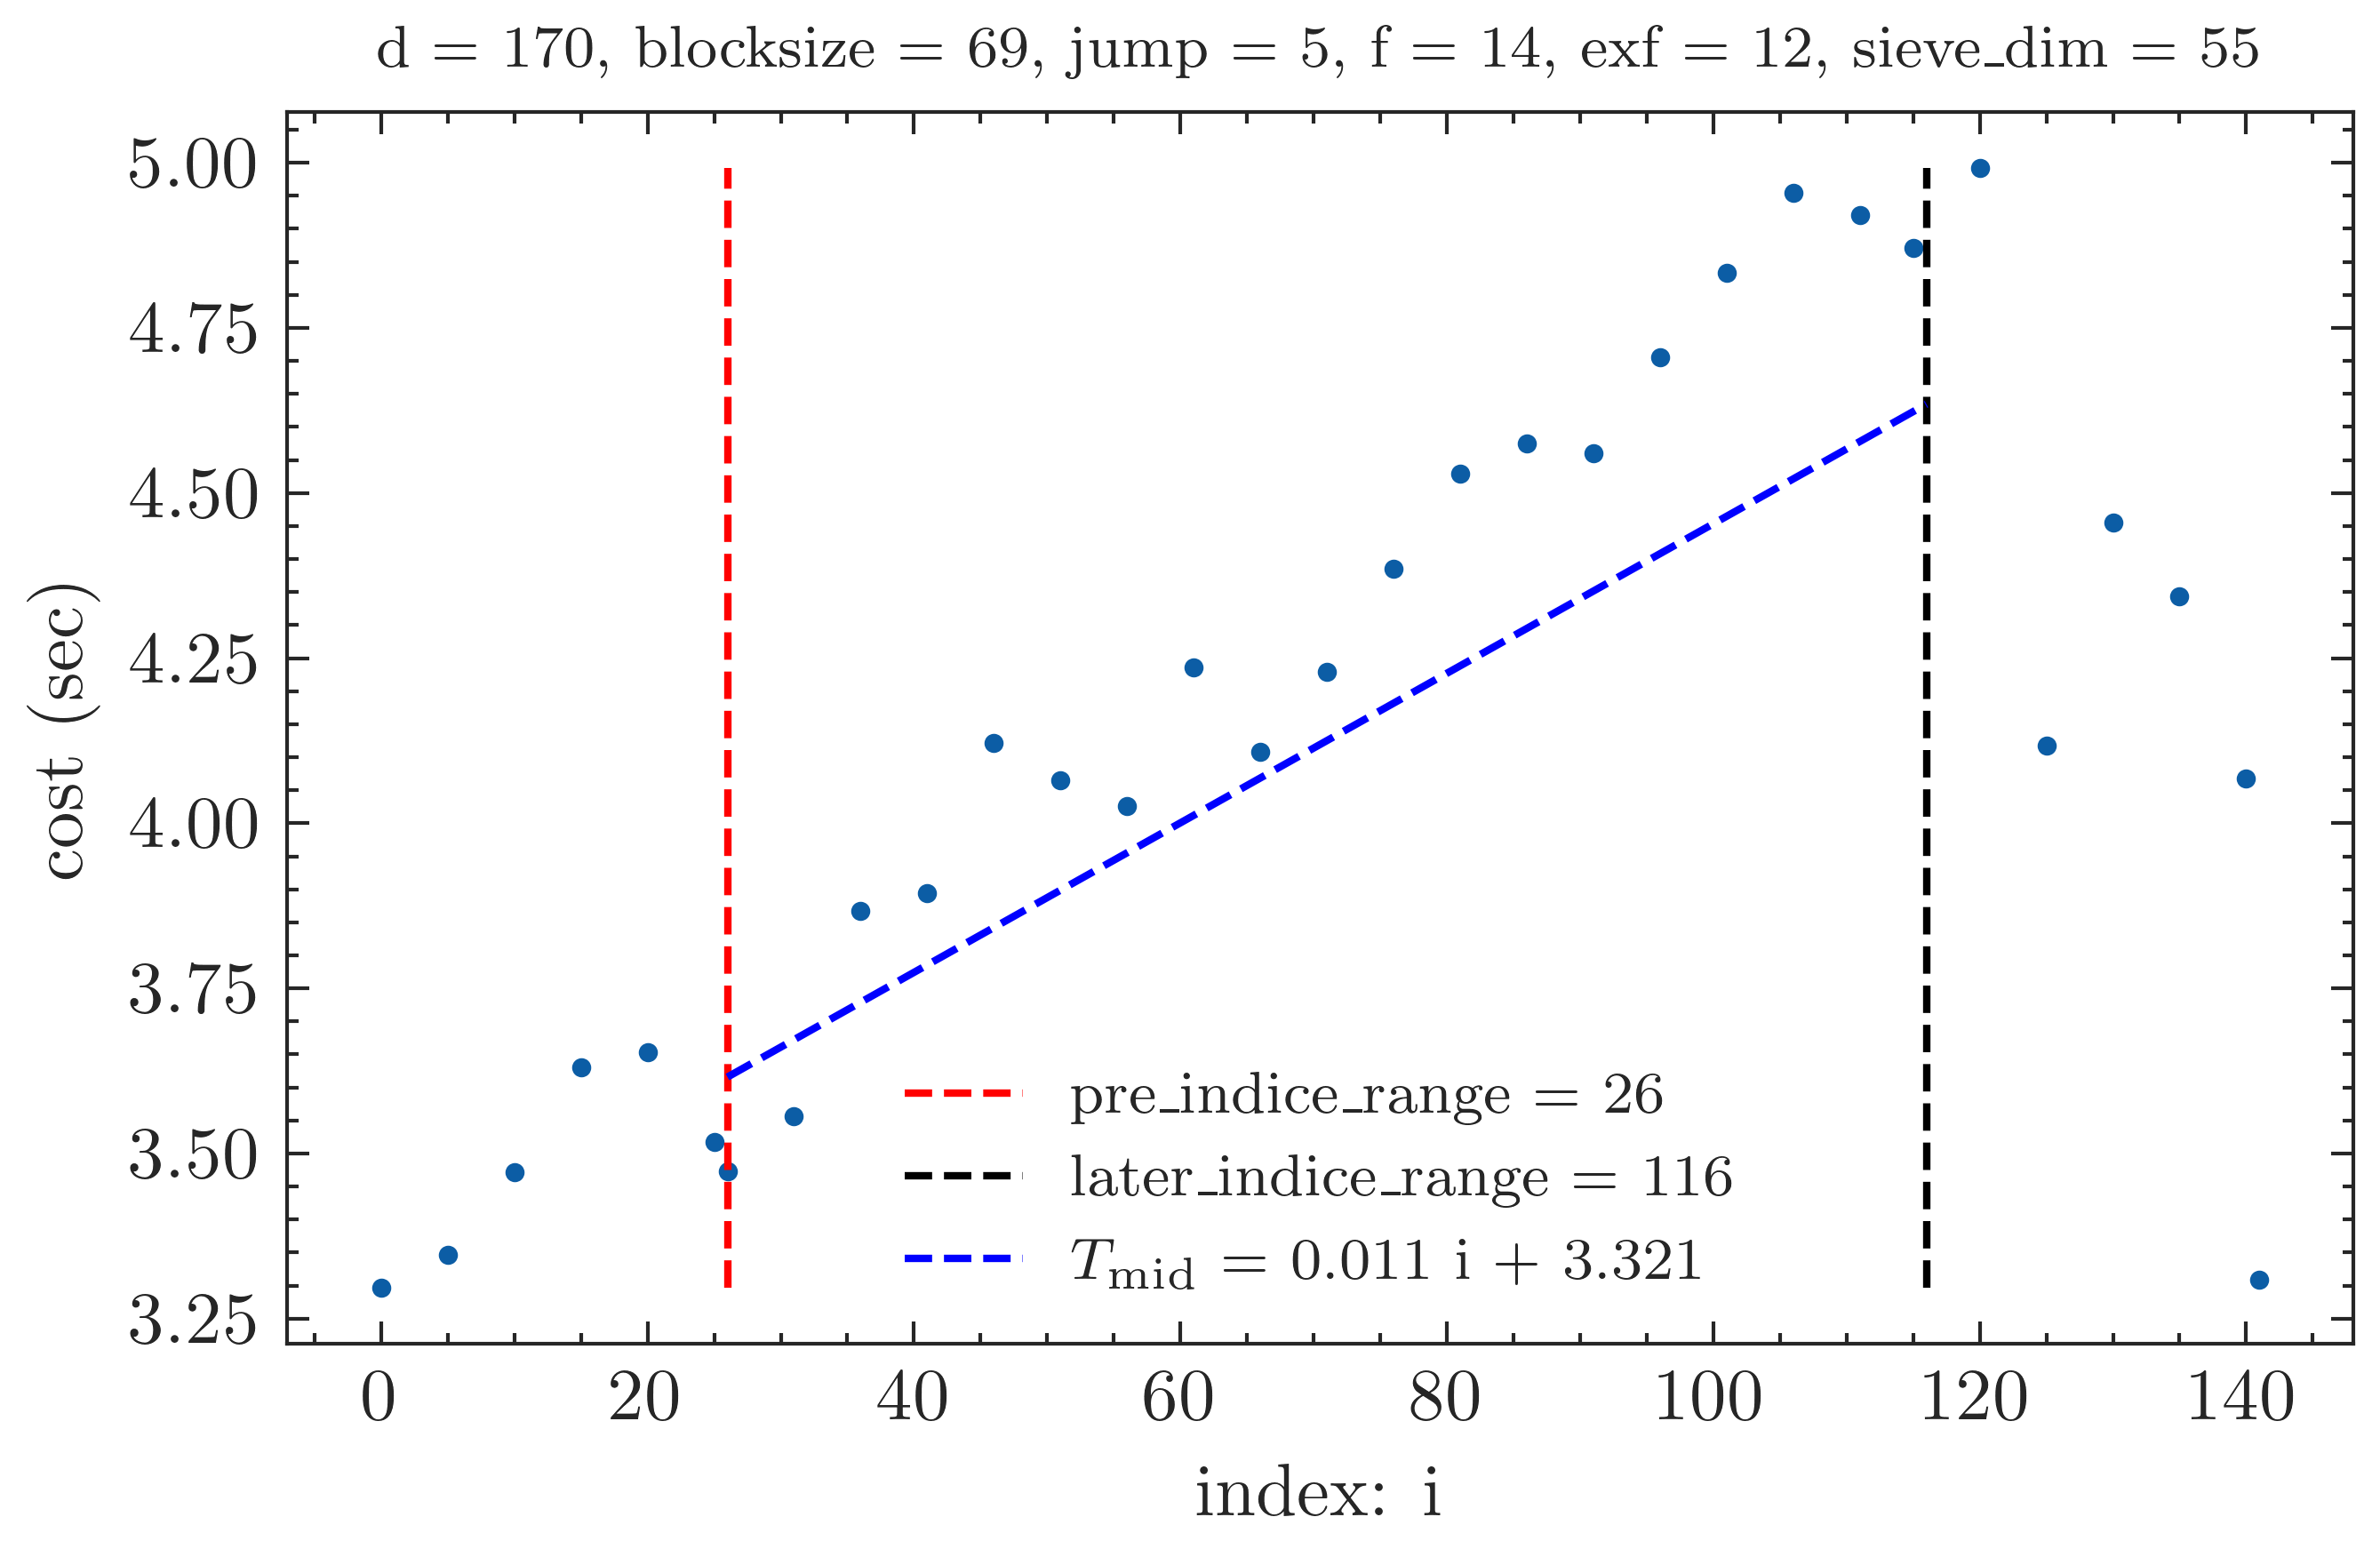 d = 170, blocksize = 69, jump = 5, f = 14, exf = 12, sieve_dim = 55
5.00
4.75
4.50
4.25
4.00
3.75
3.50
3.25
cost (sec)
pre_indice_range = 26
later_indice_range = 116
T_mid = 0.011 i + 3.321
0 20 40 60 80 100 120 140
index: i